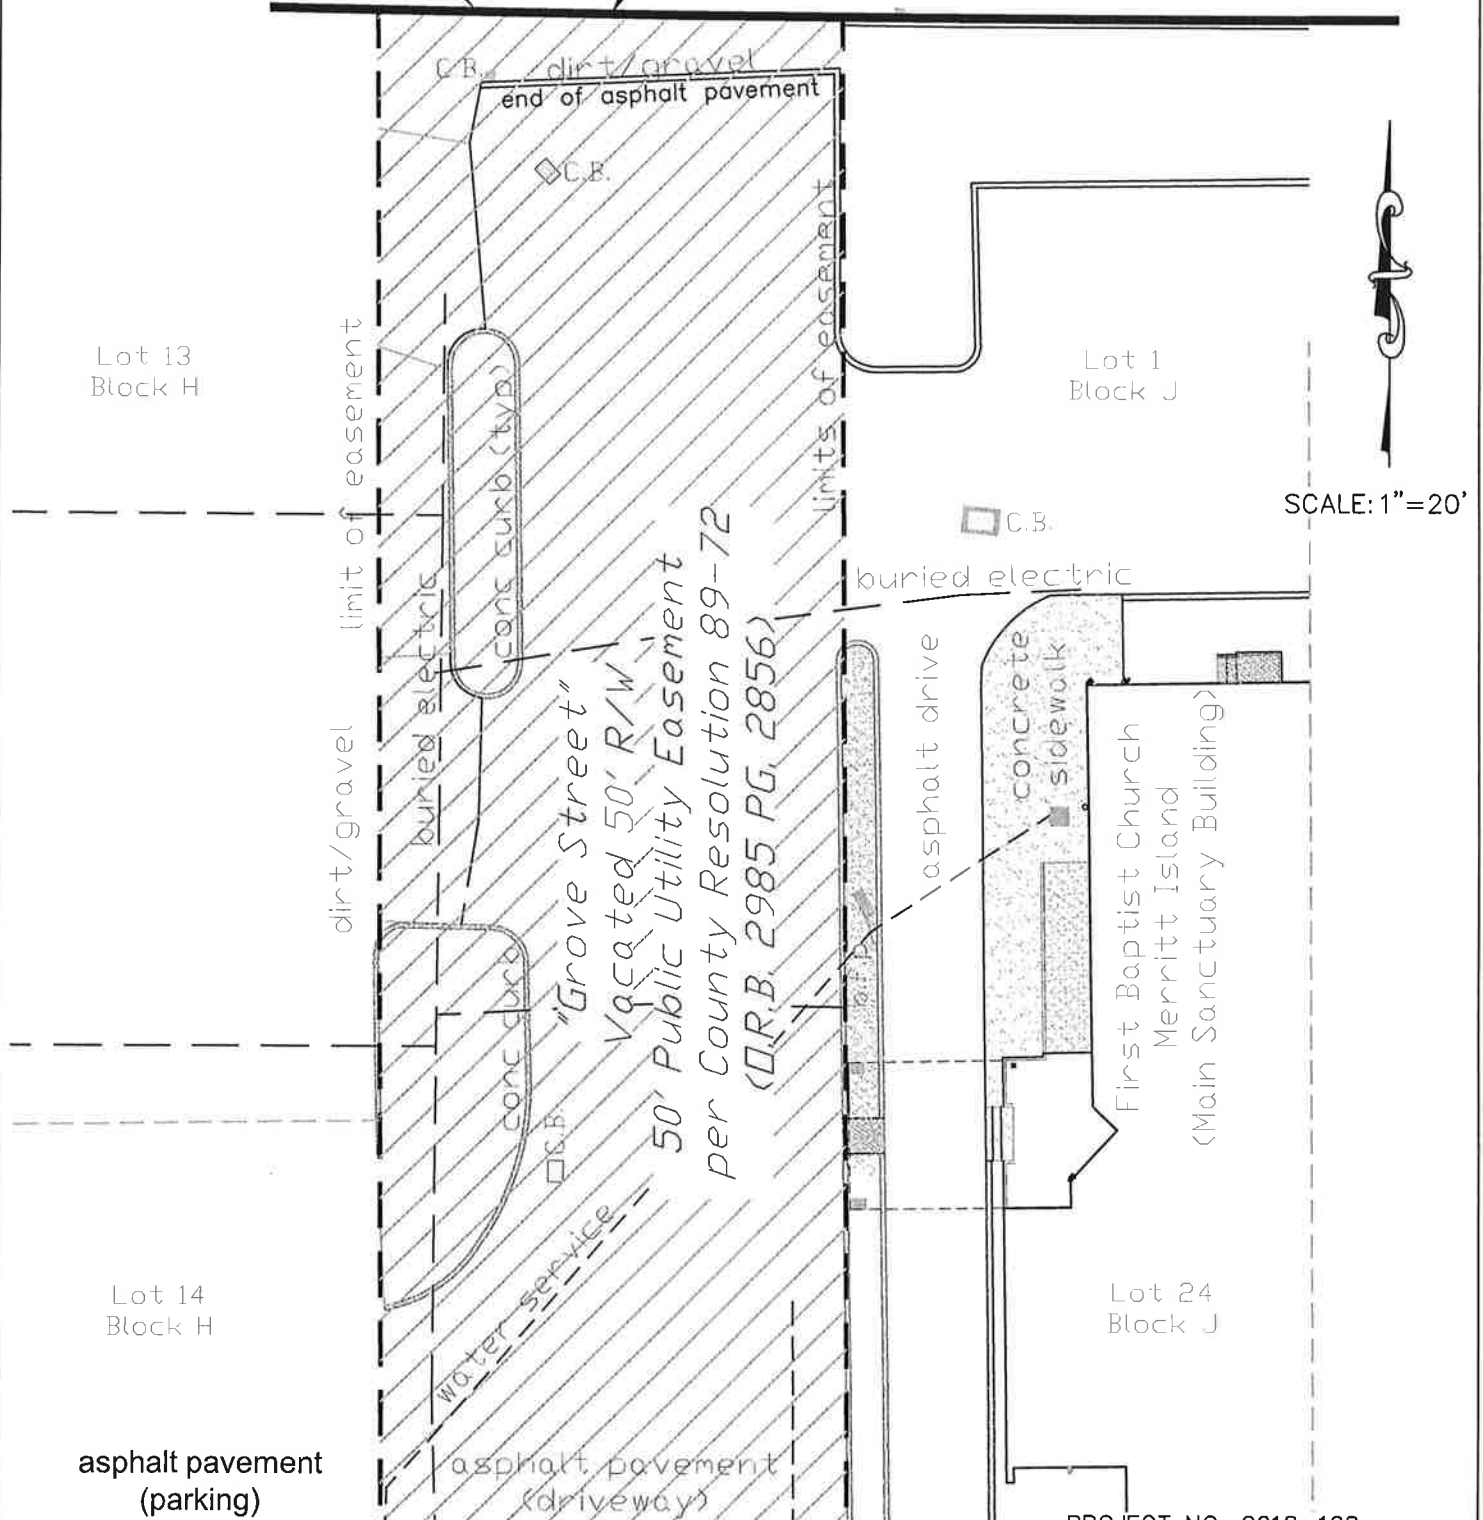 C.B.
dirt/gravel
end of asphalt pavement
C.B.
limits of easement
limit of easement
Lot 13
Block H
Lot 1
Block J
conc curb (typ)
SCALE: 1"=20'
C.B.
buried electric
buried electric
dirt/gravel
"Grove Street"
Vacated 50' R/W
50' Public Utility Easement
per County Resolution 89-72
(O.R.B. 2985 PG. 2856)
asphalt drive
concrete
sidewalk
First Baptist Church
Merritt Island
(Main Sanctuary Building)
conc curb
C.B.
water service
Lot 14
Block H
Lot 24
Block J
asphalt pavement
(parking)
asphalt pavement
(driveway)